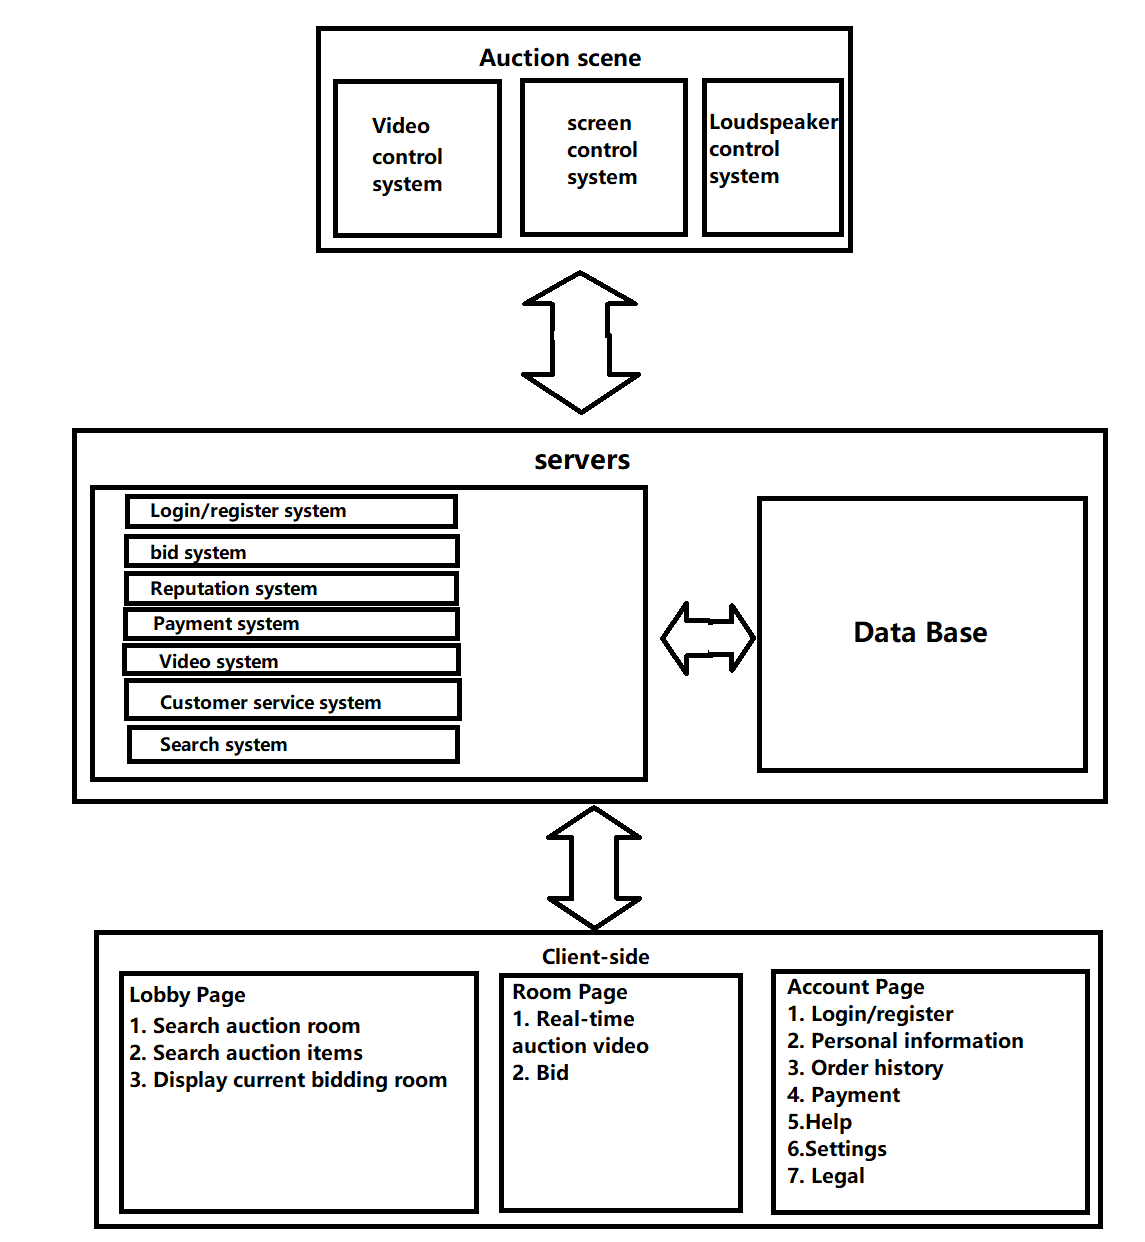 Auction scene
Video
control
system
screen
control
system
Loudspeaker
control
system
servers
Login/register system
bid system
Reputation system
Payment system
Video system
Customer service system
Search system
Data Base
Client-side
Lobby Page
1. Search auction room
2. Search auction items
3. Display current bidding room
Room Page
1. Real-time
auction video
2. Bid
Account Page
1. Login/register
2. Personal information
3. Order history
4. Payment
5.Help
6.Settings
7. Legal